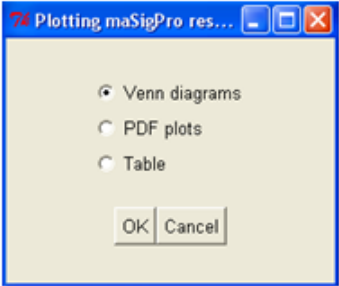 Plotting maSigPro res...
Venn diagrams
PDF plots
Table
OK Cancel